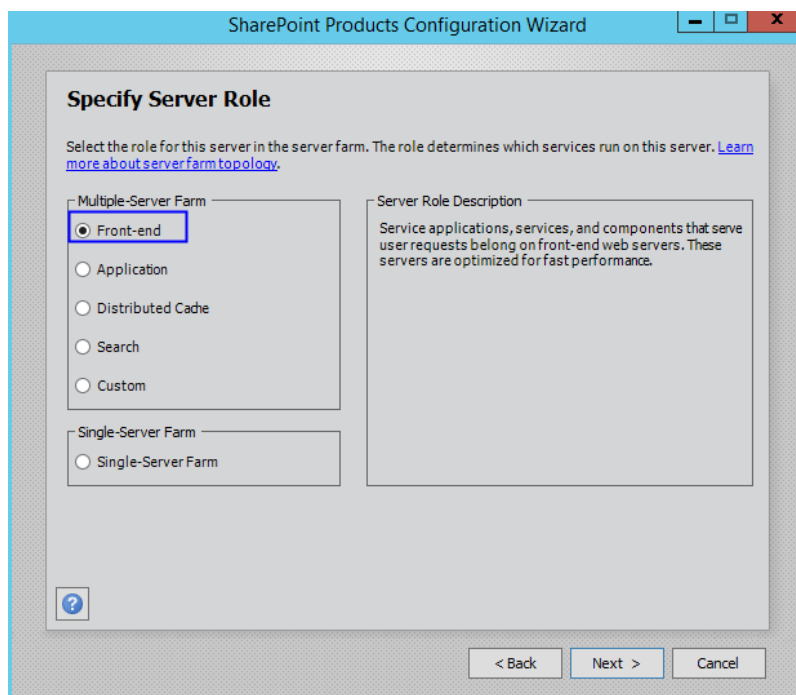 SharePoint Products Configuration Wizard
Specify Server Role
Select the role for this server in the server farm. The role determines which services run on this server. Learn
more about server farm topology.
Multiple-Server Farm
Front-end
Application
Distributed Cache
Search
Custom
Single-Server Farm
Single-Server Farm
Server Role Description
Service applications, services, and components that serve
user requests belong on front-end web servers. These
servers are optimized for fast performance.
< Back
Next >
Cancel